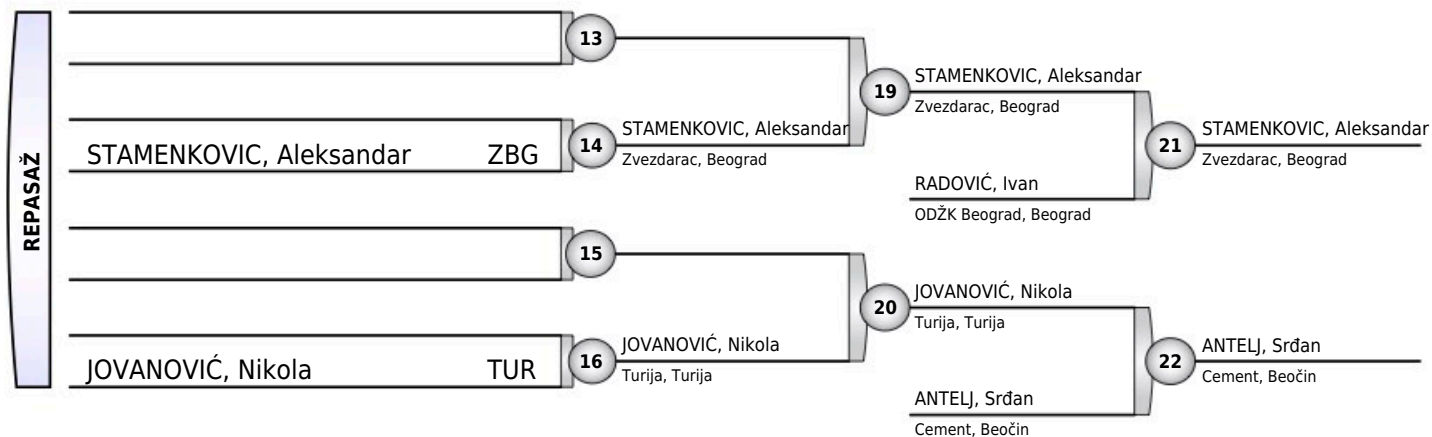 REPASAŽ
13
STAMENKOVIC, Aleksandar ZBG
14
STAMENKOVIC, Aleksandar
Zvezdarac, Beograd
19
STAMENKOVIC, Aleksandar
Zvezdarac, Beograd
RADOVIĆ, Ivan
ODŽK Beograd, Beograd
21
STAMENKOVIC, Aleksandar
Zvezdarac, Beograd
15
JOVANOVIĆ, Nikola TUR
16
JOVANOVIĆ, Nikola
Turija, Turija
20
JOVANOVIĆ, Nikola
Turija, Turija
ANTELJ, Srđan
Cement, Beočin
22
ANTELJ, Srđan
Cement, Beočin